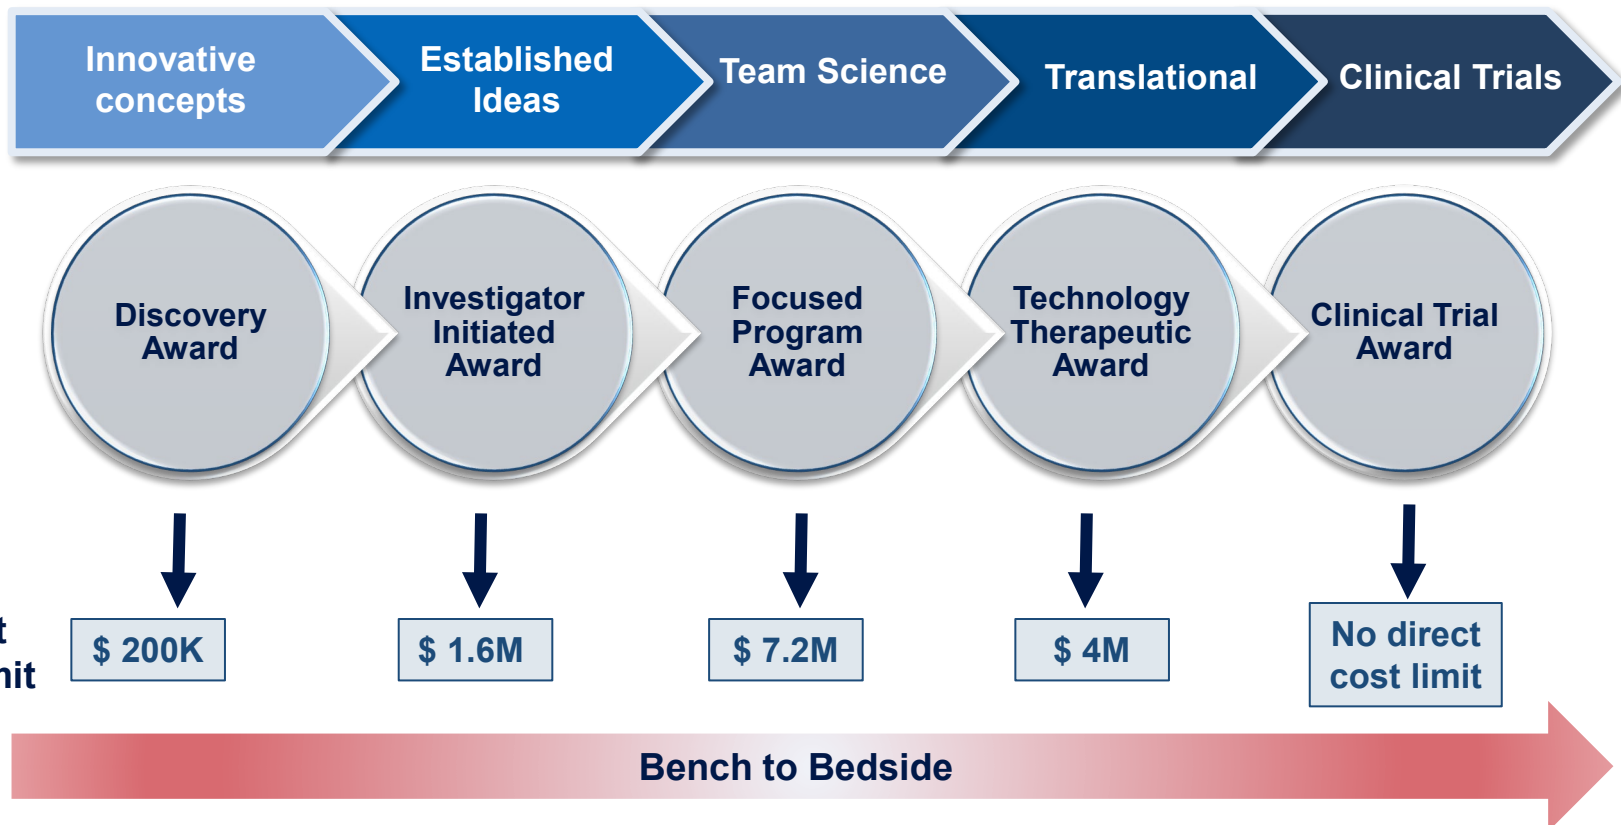 Innovative
concepts
Established
Ideas
Team Science
Translational
Clinical Trials
Discovery
Award
Investigator
Initiated
Award
Focused
Program
Award
Technology
Therapeutic
Award
Clinical Trial
Award
$ 200K
$ 1.6M
$ 7.2M
$ 4M
No direct
cost limit
Bench to Bedside